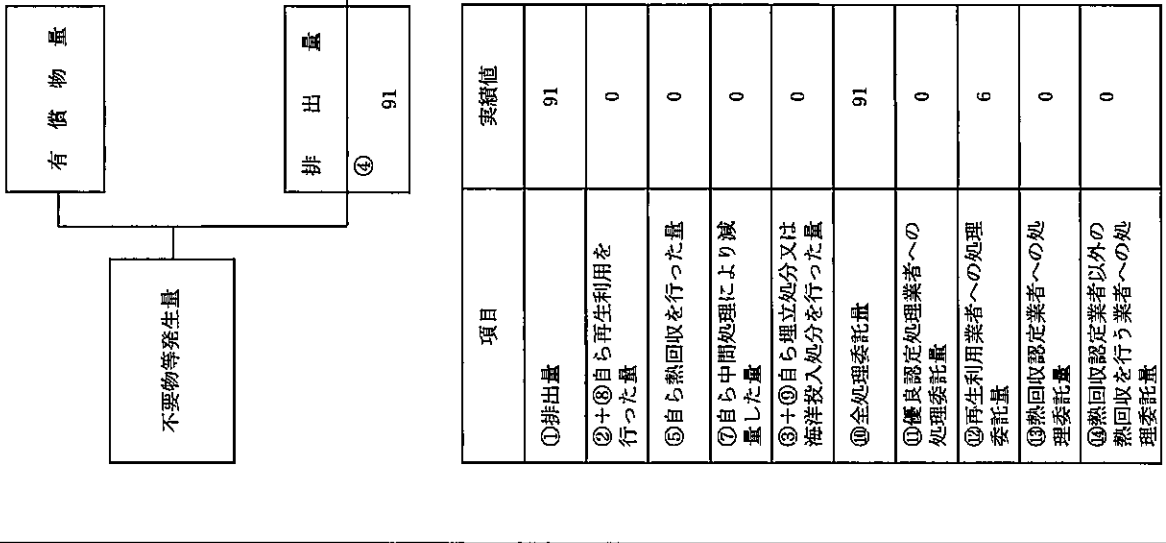 有償物量
不要物等発生量
排出量
④
91
項目
実績値
①排出量
91
②+⑧自ら再生利用を
行った量
0
⑤自ら熱回収を行った量
0
⑦自ら中間処理により減
量した量
0
③+⑨自ら埋立処分又は
海洋投入処分を行った量
0
⑩全処理委託量
91
⑪優良認定処理業者への
処理委託量
0
⑫再生利用業者への処理
委託量
6
⑬熱回収認定業者への処
理委託量
0
⑭熱回収認定業者以外の
熱回収を行う業者への処
理委託量
0